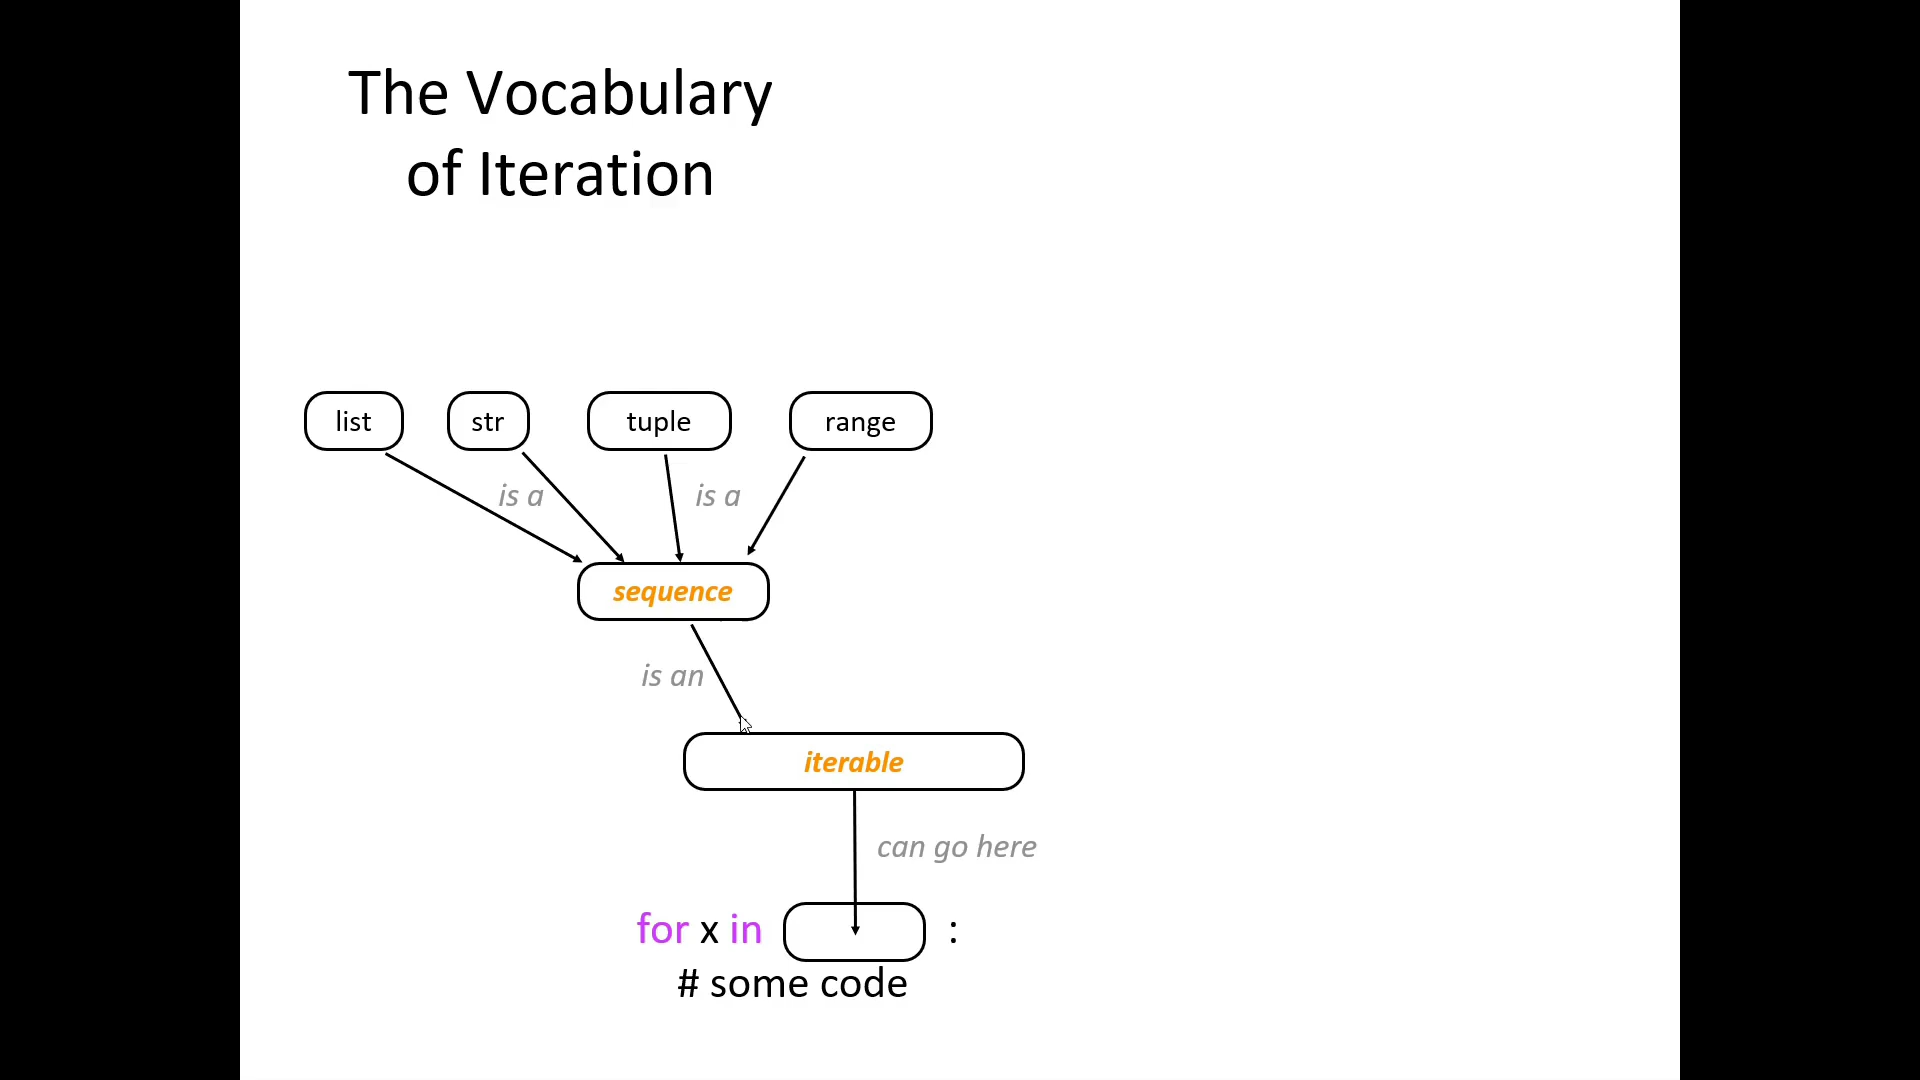 The Vocabulary
of Iteration
list
str
tuple
range
is a
is a
sequence
is an
iterable
can go here
for x in :
# some code